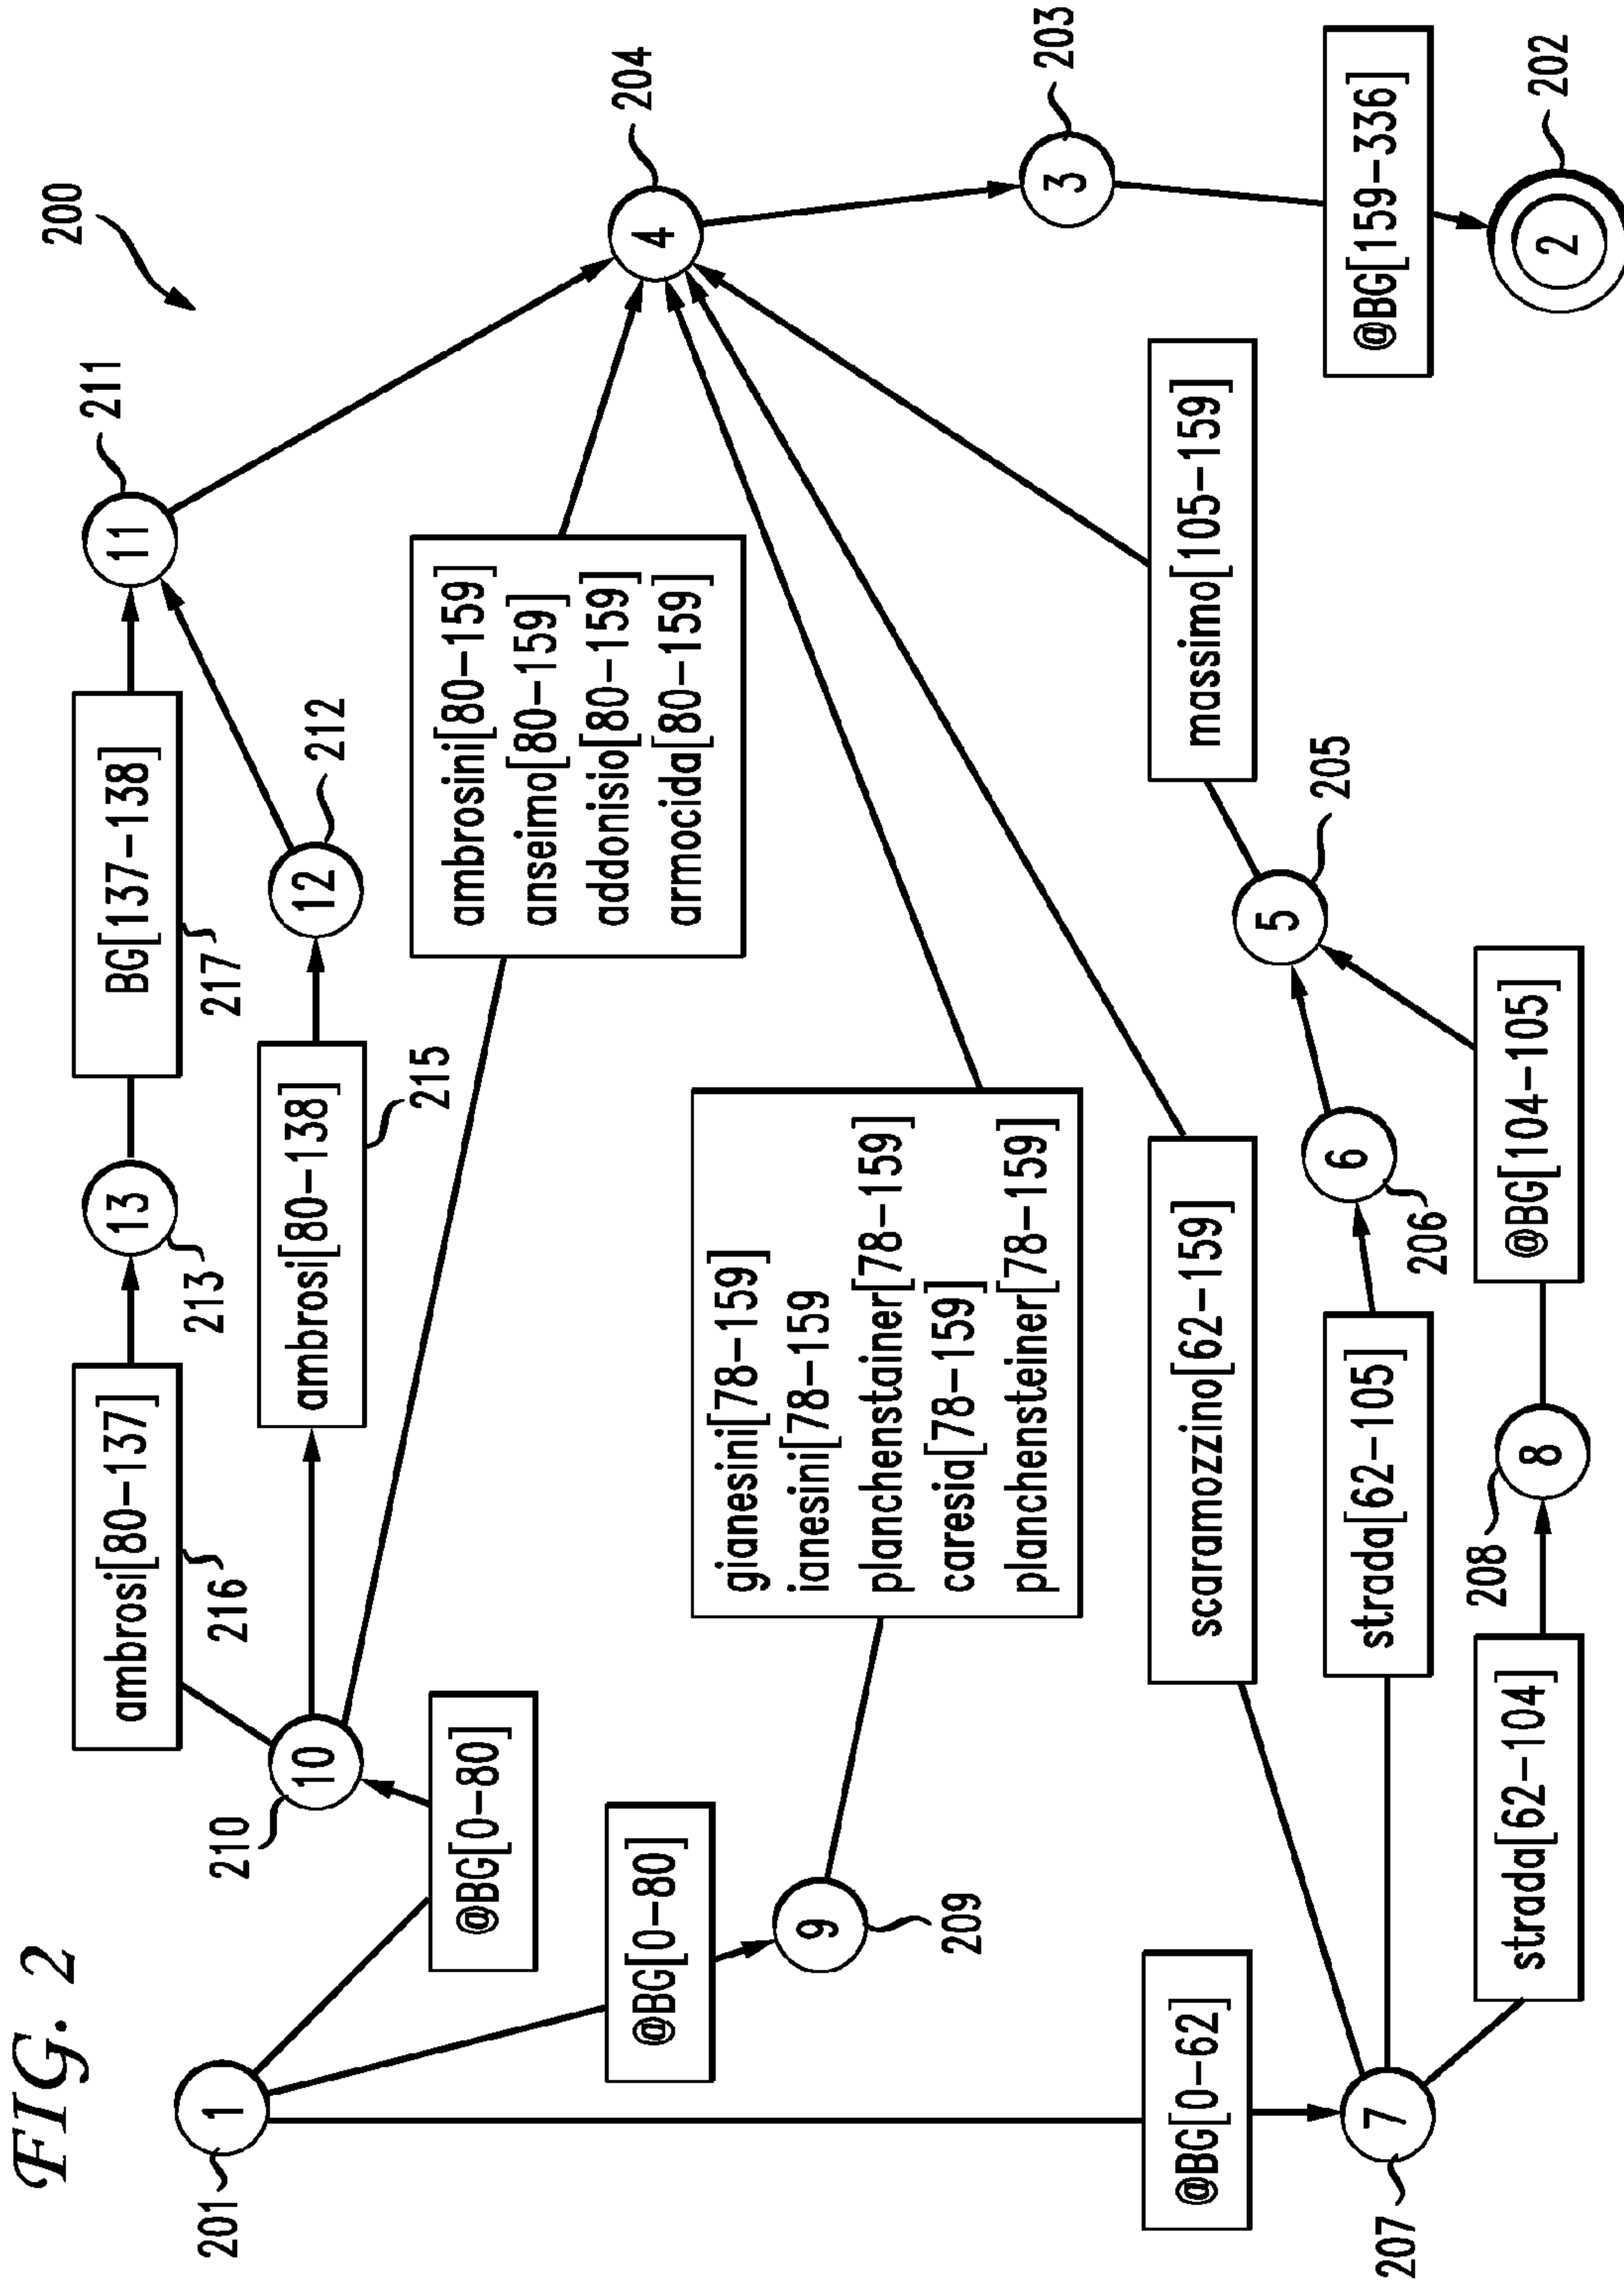 FIG. 2
200
201
1
@BG[0-80]
210
10
ambrosi[80-137]
216
213
13
BG[137-138]
217
11
211
ambrosi[80-138]
215
12
212
ambrosini[80-159]
anseimo[80-159]
addonisio[80-159]
armocida[80-159]
4
204
@BG[0-80]
9
209
gianesini[78-159]
ianesini[78-159
planchenstainer[78-159]
caresia[78-159]
planchensteiner[78-159]
@BG[0-62]
7
207
scaramozzino[62-159]
strada[62-105]
6
206
5
205
massimo[105-159]
strada[62-104]
8
208
@BG[104-105]
3
203
@BG[159-336]
2
202